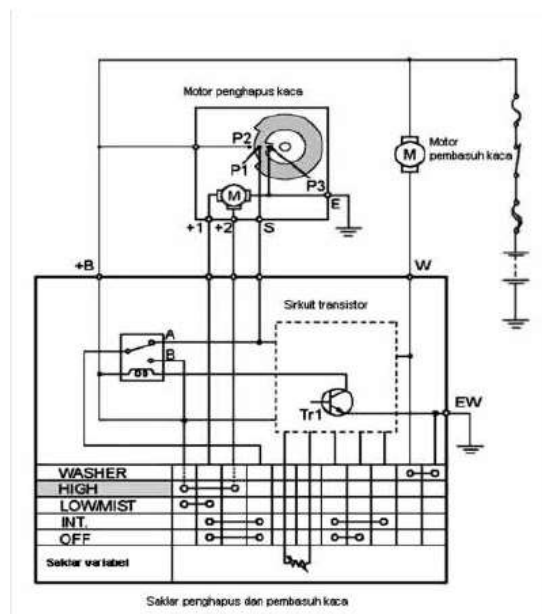 Motor penghapus kaca
P2
P1
P3
M
M
Motor
pembasuh kaca
E
+1 +2 S
+B
W
Sirkuit transistor
A
B
Tr1
EW
WASHER
HIGH
LOW/MIST
INT.
OFF
Saklar variabel
Saklar penghapus dan pembasuh kaca